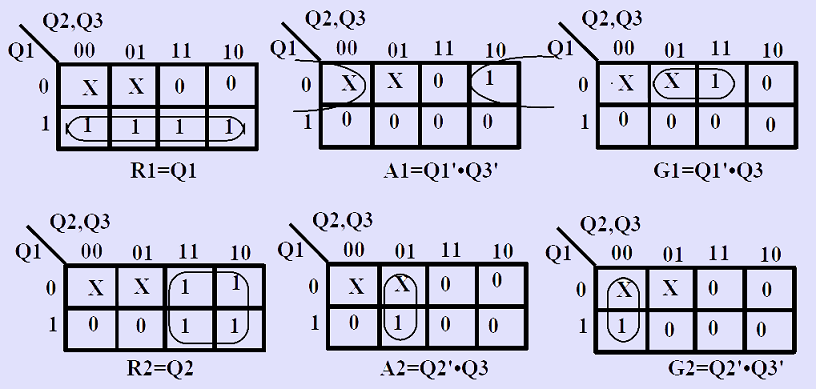 Q2,Q3 Q2,Q3 Q2,Q3
Q1 00 01 11 10 Q1 00 01 11 10 Q1 00 01 11 10
0 X X 0 0 0 X X 0 1 0 X X 1 0
1 1 1 1 1 1 0 0 0 0 1 0 0 0 0
R1=Q1 A1=Q1'•Q3' G1=Q1'•Q3
Q2,Q3 Q2,Q3 Q2,Q3
Q1 00 01 11 10 Q1 00 01 11 10 Q1 00 01 11 10
0 X X 1 1 0 X X 0 0 0 X X 0 0
1 0 0 1 1 1 0 1 0 0 1 1 0 0 0
R2=Q2 A2=Q2'•Q3 G2=Q2'•Q3'